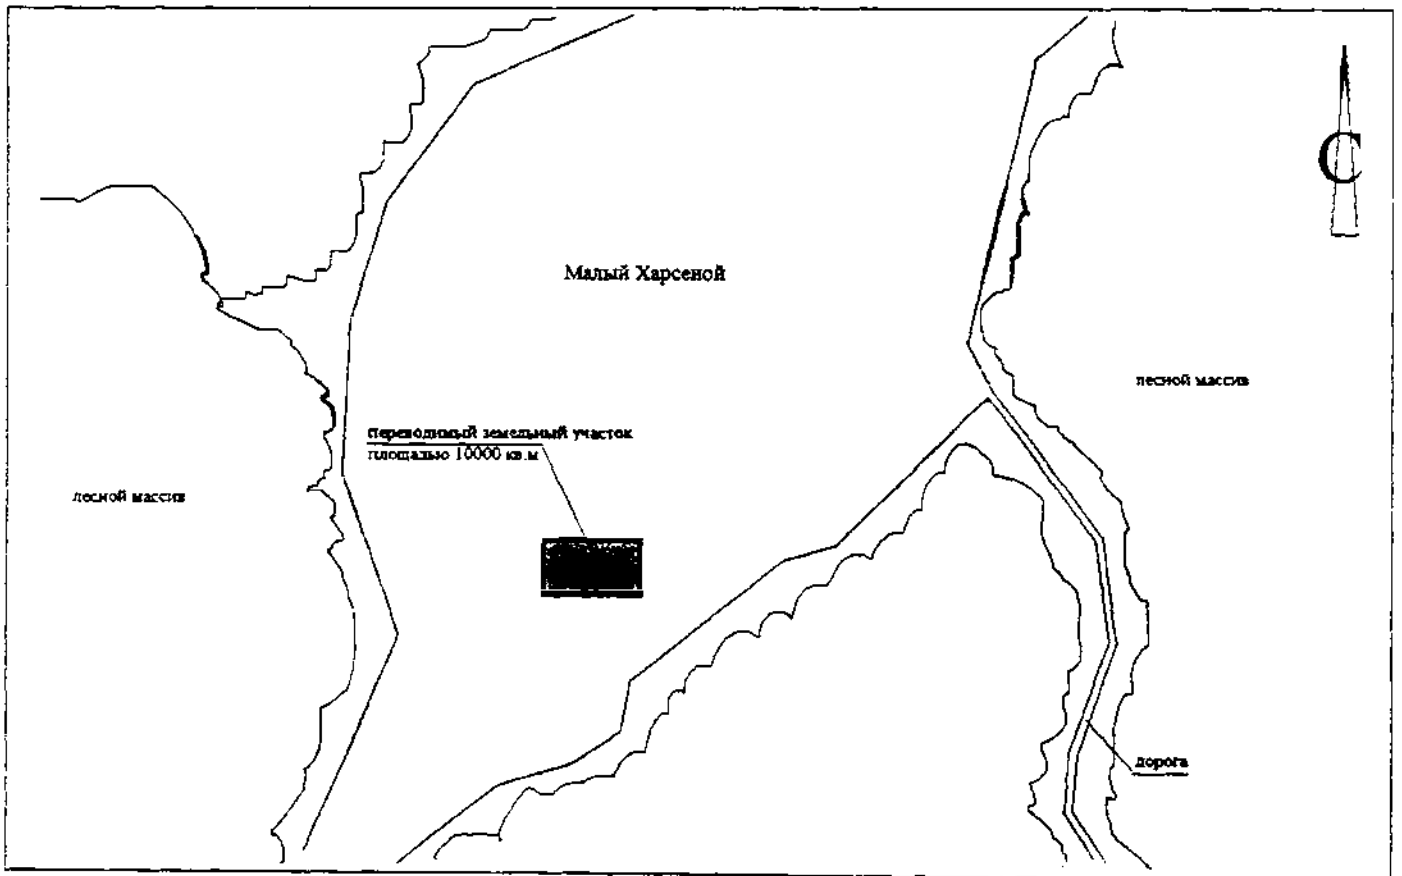 С
Малый Харсеной
лесной массив
переводимый земельный участок
площадью 10000 кв.м
лесной массив
дорога